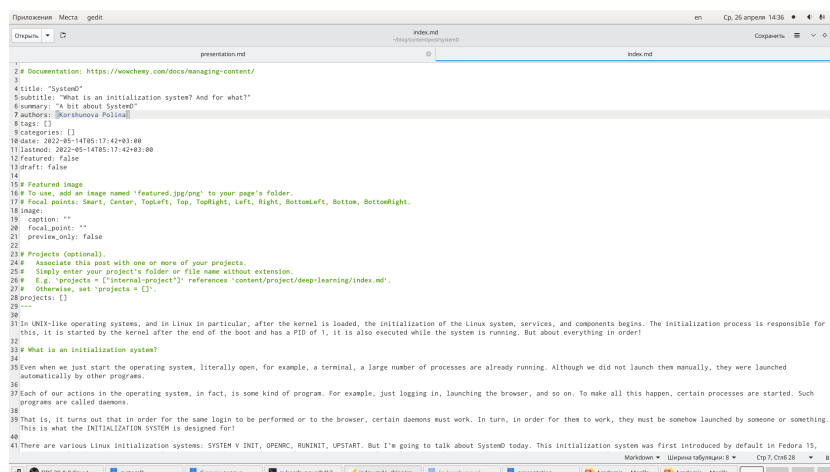 Приложения Места gedit en Ср, 26 апреля 14:36
Открыть index.md Сохранить
~/blog/content/post/systemD
presentation.md index.md
1
2 # Documentation: https://wowchemy.com/docs/managing-content/
3
4 title: "SystemD"
5 subtitle: "What is an initialization system? And for what?"
6 summary: "A bit about SystemD"
7 authors: [Korshunova Polina]
8 tags: []
9 categories: []
10 date: 2022-05-14T05:17:42+03:00
11 lastmod: 2022-05-14T05:17:42+03:00
12 featured: false
13 draft: false
14
15 # Featured image
16 # To use, add an image named `featured.jpg/png` to your page's folder.
17 # Focal points: Smart, Center, TopLeft, Top, TopRight, Left, Right, BottomLeft, Bottom, BottomRight.
18 image:
19 caption: ""
20 focal_point: ""
21 preview_only: false
22
23 # Projects (optional).
24 # Associate this post with one or more of your projects.
25 # Simply enter your project's folder or file name without extension.
26 # E.g. `projects = ["internal-project"]` references `content/project/deep-learning/index.md`.
27 # Otherwise, set `projects = []`.
28 projects: []
29 ---
30
31 In UNIX-like operating systems, and in Linux in particular, after the kernel is loaded, the initialization of the Linux system, services, and components begins. The initialization process is responsible for
this, it is started by the kernel after the end of the boot and has a PID of 1, it is also executed while the system is running. But about everything in order!
32
33 # What is an initialization system?
34
35 Even when we just start the operating system, literally open, for example, a terminal, a large number of processes are already running. Although we did not launch them manually, they were launched
automatically by other programs.
36
37 Each of our actions in the operating system, in fact, is some kind of program. For example, just logging in, launching the browser, and so on. To make all this happen, certain processes are started. Such
programs are called daemons.
38
39 That is, it turns out that in order for the same login to be performed or to the browser, certain daemons must work. In turn, in order for them to work, they must be somehow launched by someone or something.
This is what the INITIALIZATION SYSTEM is designed for!
40
41 There are various Linux initialization systems: SYSTEM V INIT, OPENRC, RUNINIT, UPSTART. But I'm going to talk about SystemD today. This initialization system was first introduced by default in Fedora 15,
Markdown Ширина табуляции: 8 Стр 7, Стлб 28